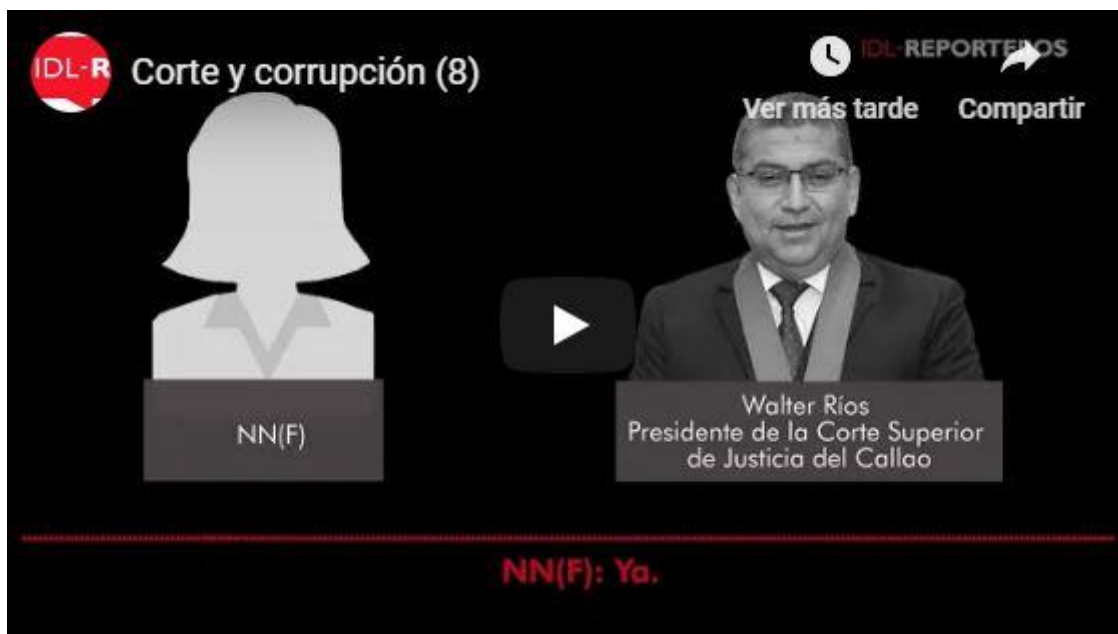 IDL-R
Corte y corrupción (8)
IDL-REPORTEROS
Ver más tarde
Compartir
NN(F)
Walter Ríos
Presidente de la Corte Superior
de Justicia del Callao
NN(F): Ya.